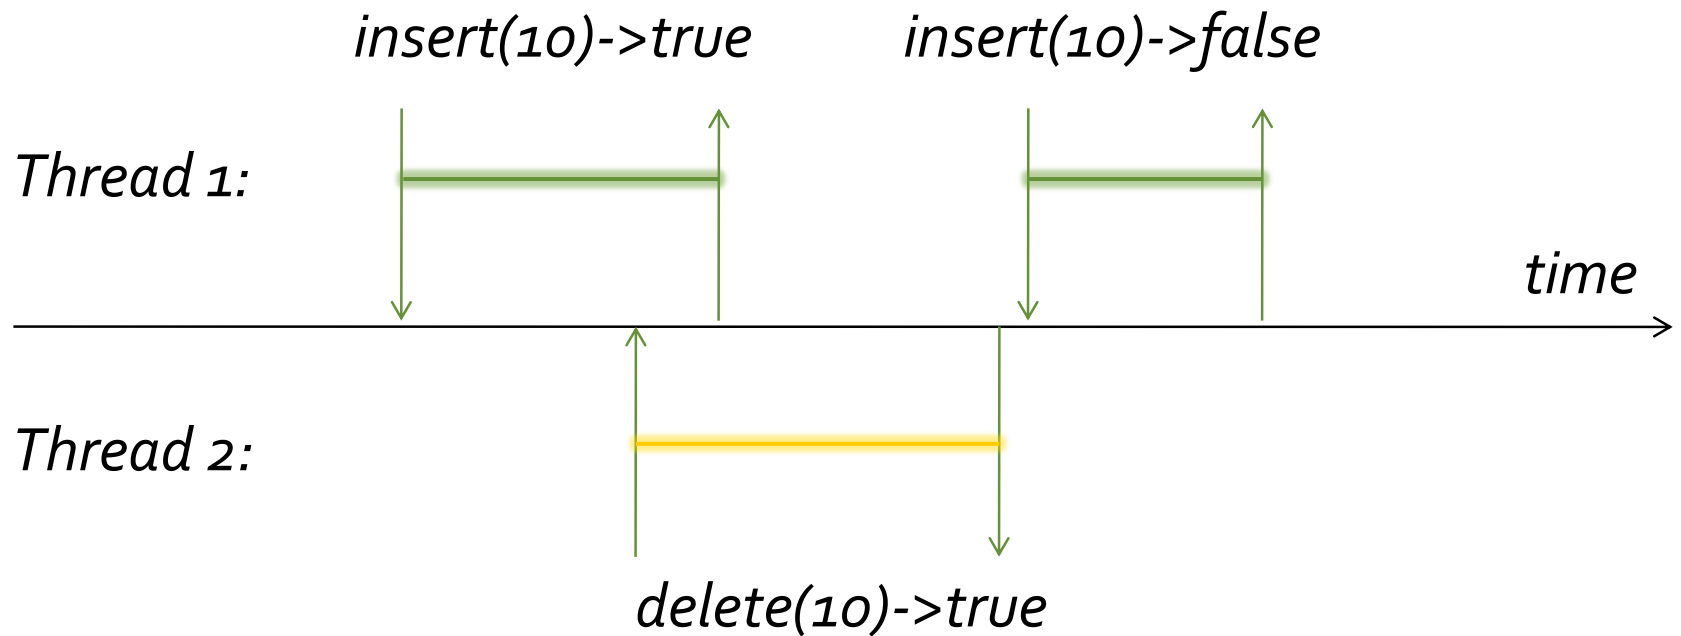 insert(10)->true
insert(10)->false
Thread 1:
time
Thread 2:
delete(10)->true